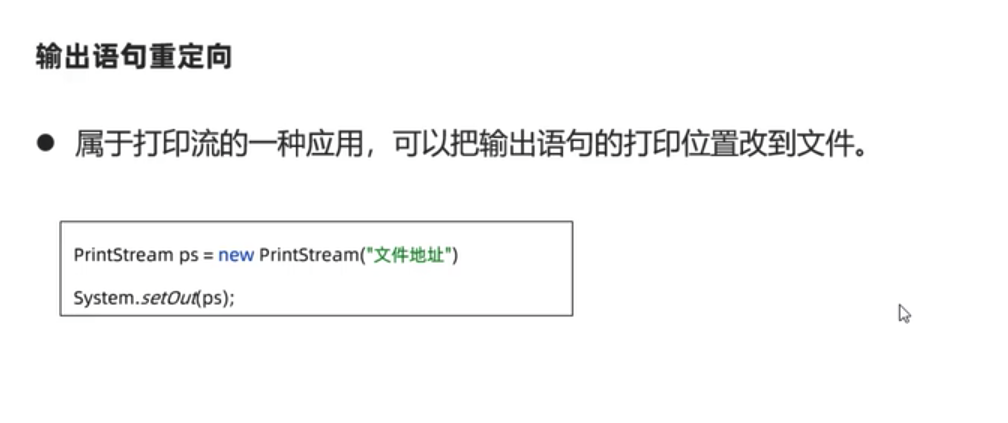 输出语句重定向
● 属于打印流的一种应用，可以把输出语句的打印位置改到文件。
PrintStream ps = new PrintStream("文件地址")
System.setOut(ps);